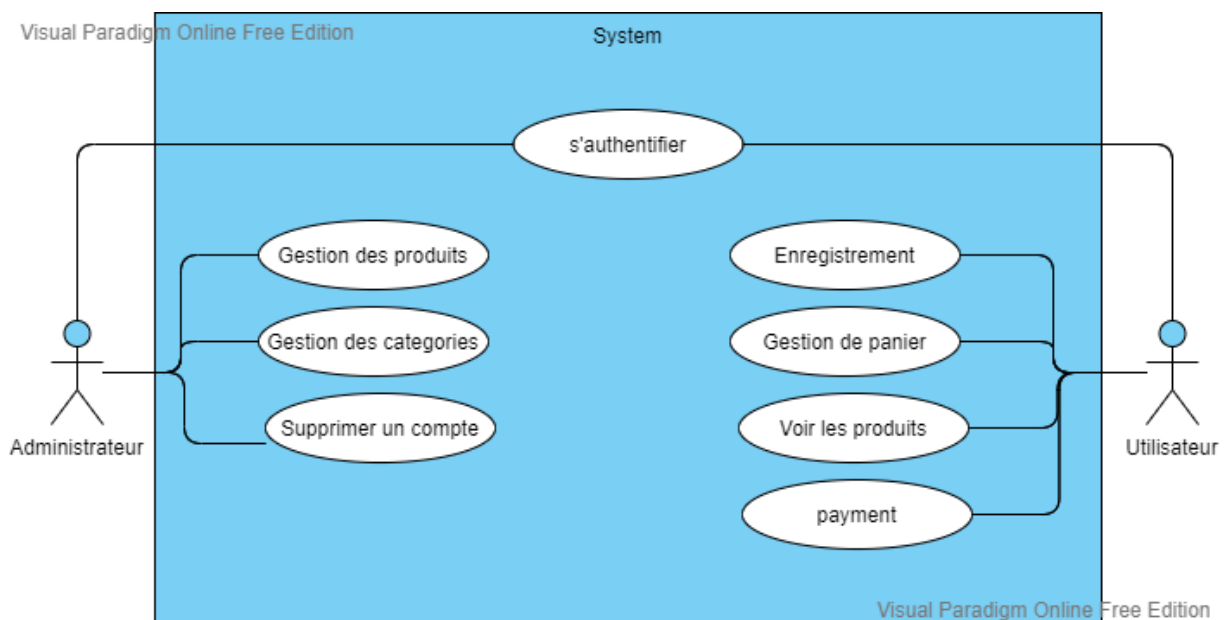 Visual Paradigm Online Free Edition
System
s'authentifier
Gestion des produits
Enregistrement
Gestion des categories
Gestion de panier
Supprimer un compte
Voir les produits
Administrateur
Utilisateur
payment
Visual Paradigm Online Free Edition